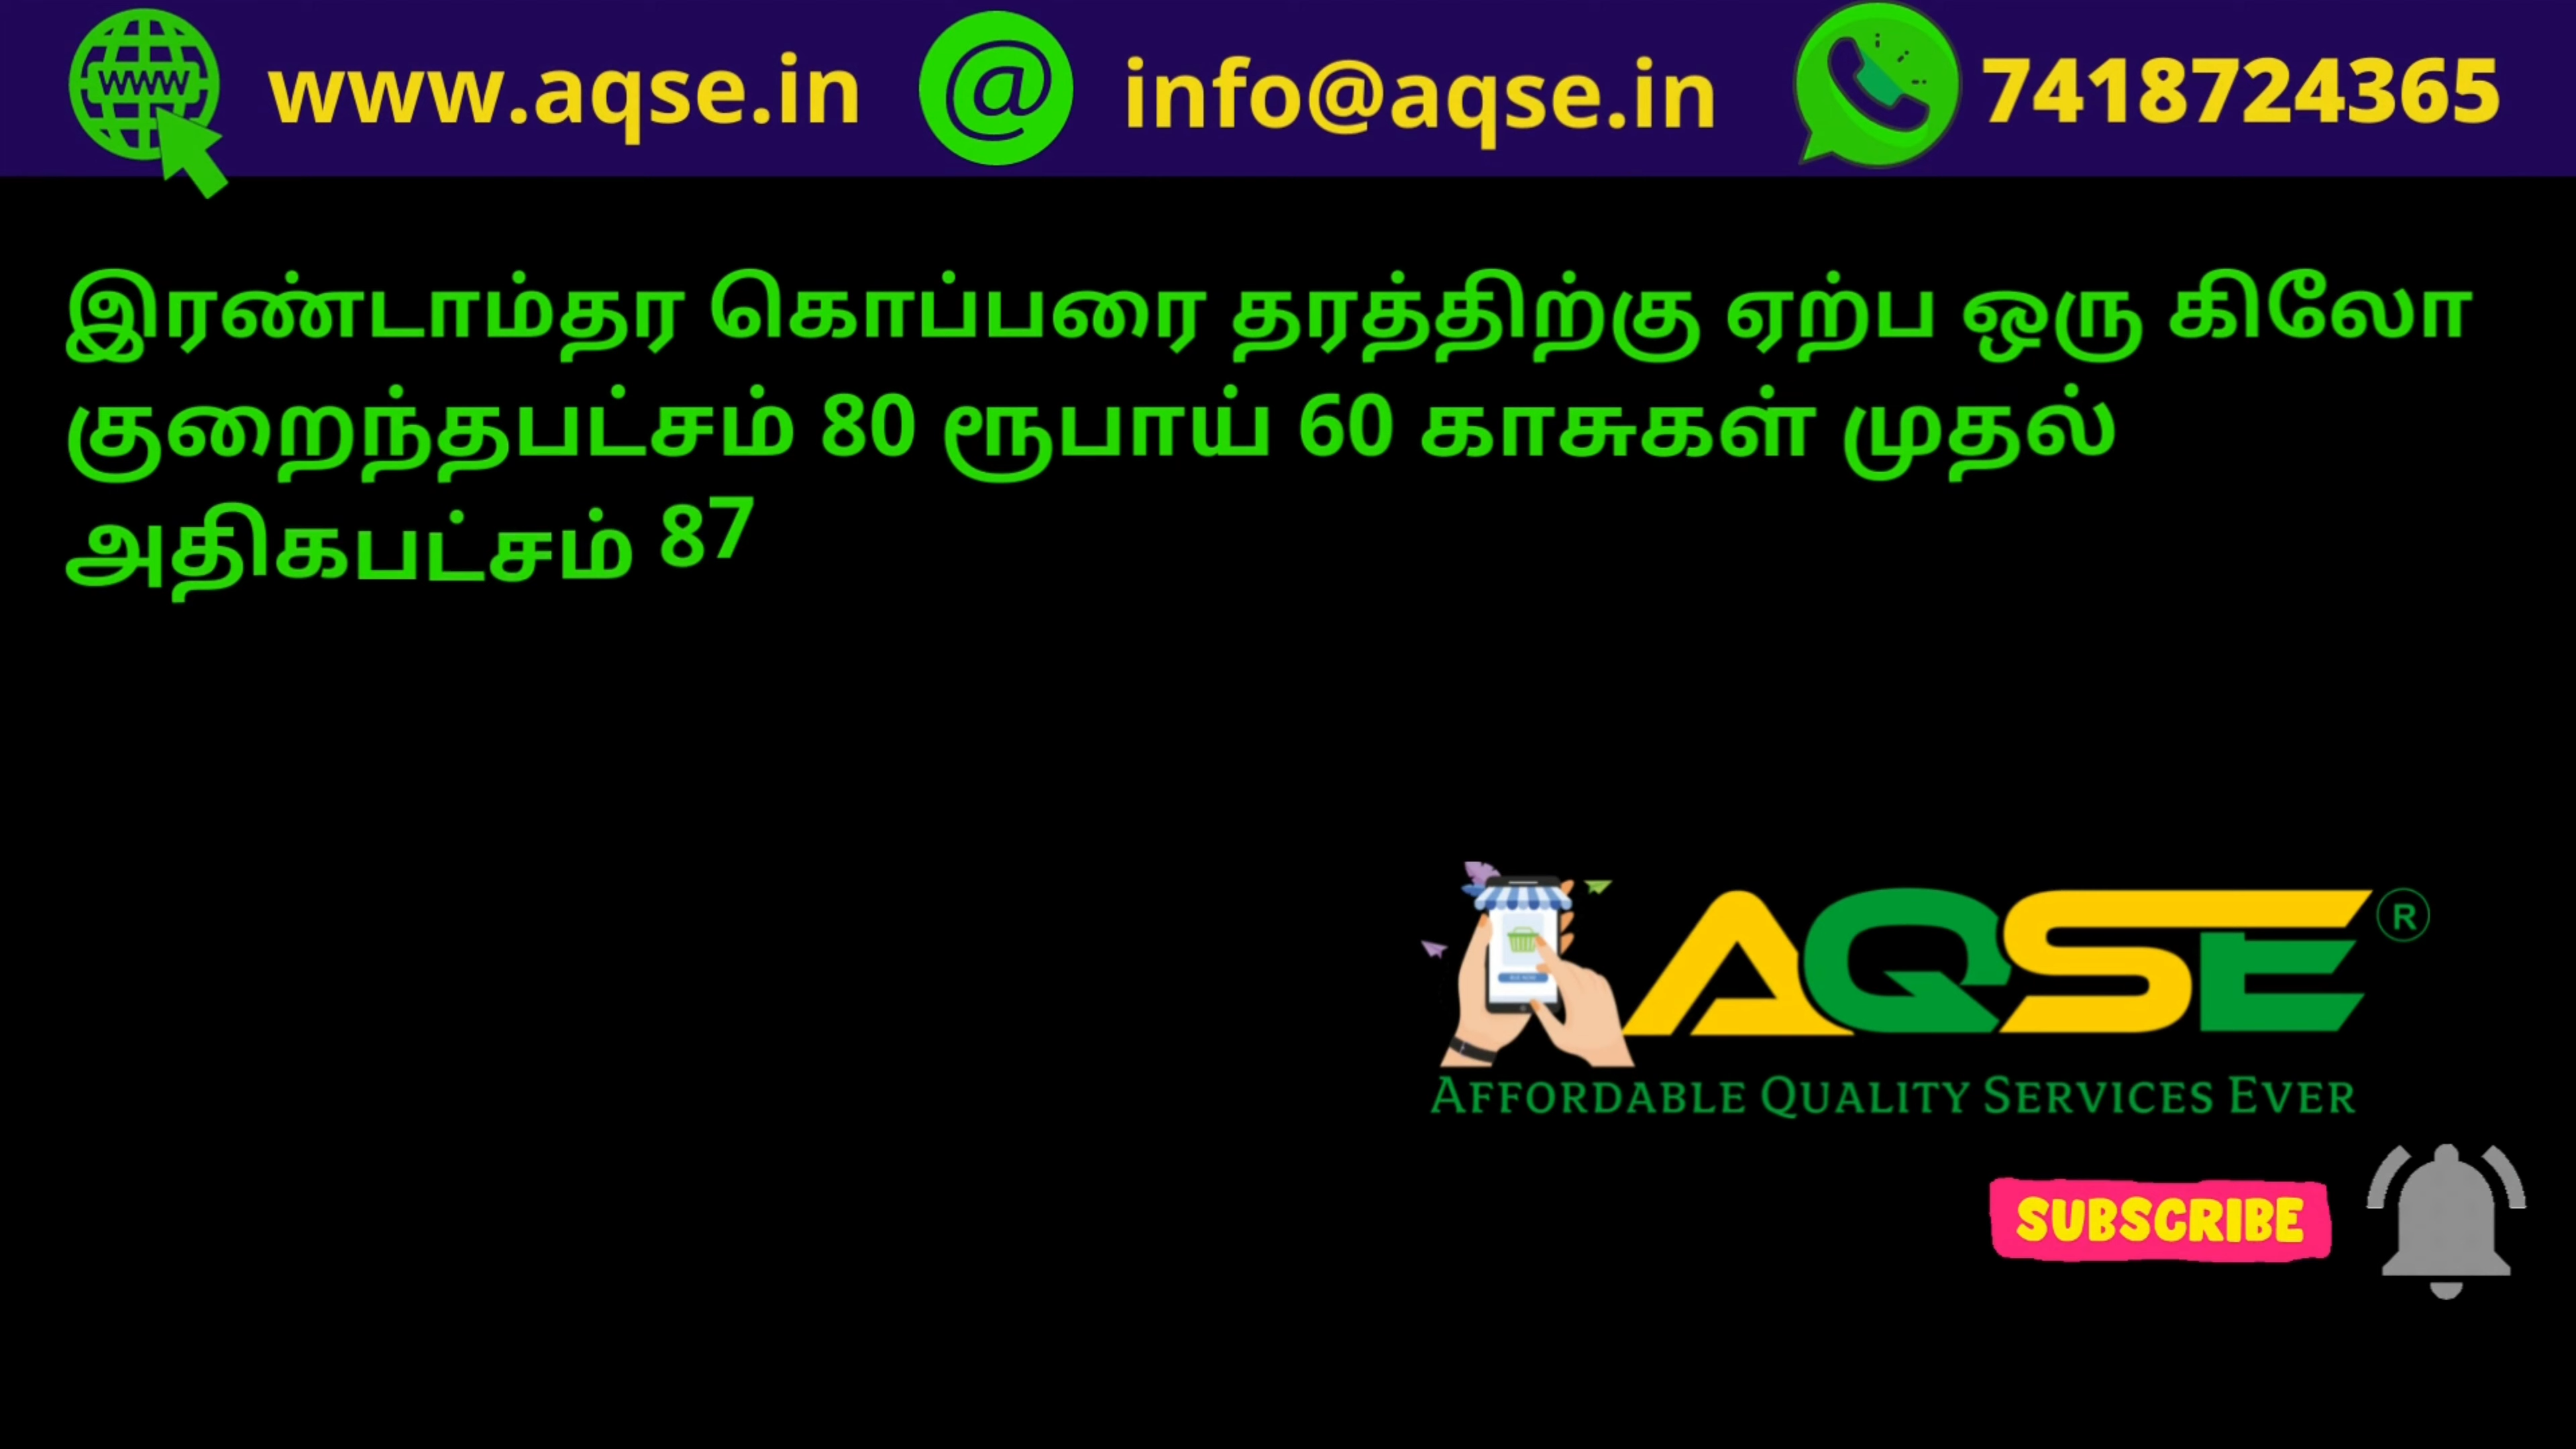 www.aqse.in info@aqse.in 7418724365
WWW
இரண்டாம்தர கொப்பரை தரத்திற்கு ஏற்ப ஒரு கிலோ
குறைந்தபட்சம் 80 ரூபாய் 60 காசுகள் முதல்
அதிகபட்சம் 87
AQSE®
AFFORDABLE QUALITY SERVICES EVER
SUBSCRIBE